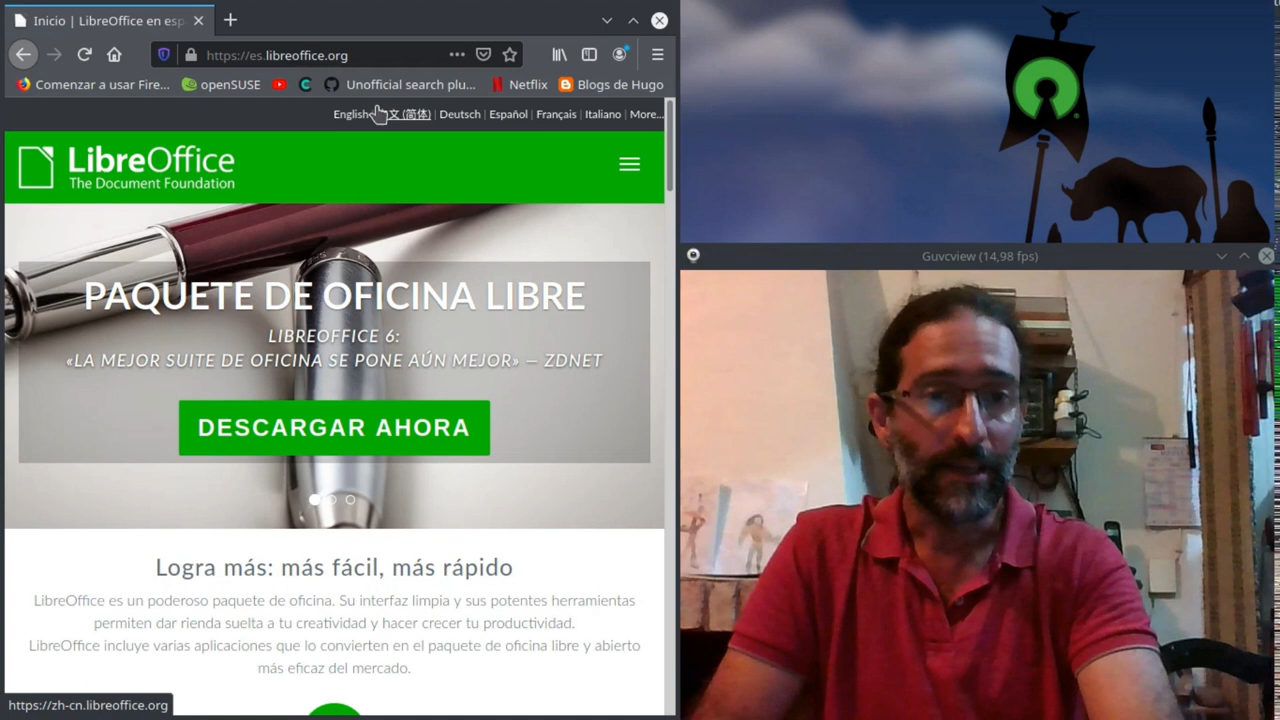 Inicio | LibreOffice en esp
https://es.libreoffice.org
Comenzar a usar Fire...
openSUSE
Unofficial search plu...
Netflix
Blogs de Hugo
English
文 (简体) | Deutsch | Español | Français | Italiano | More...
LibreOffice
The Document Foundation
PAQUETE DE OFICINA LIBRE
LIBREOFFICE 6:
«LA MEJOR SUITE DE OFICINA SE PONE AÚN MEJOR» — ZDNET
DESCARGAR AHORA
Logra más: más fácil, más rápido
LibreOffice es un poderoso paquete de oficina. Su interfaz limpia y sus potentes herramientas
permiten dar rienda suelta a tu creatividad y hacer crecer tu productividad.
LibreOffice incluye varias aplicaciones que lo convierten en el paquete de oficina libre y abierto
más eficaz del mercado.
https://zh-cn.libreoffice.org
Guvcview (14,98 fps)